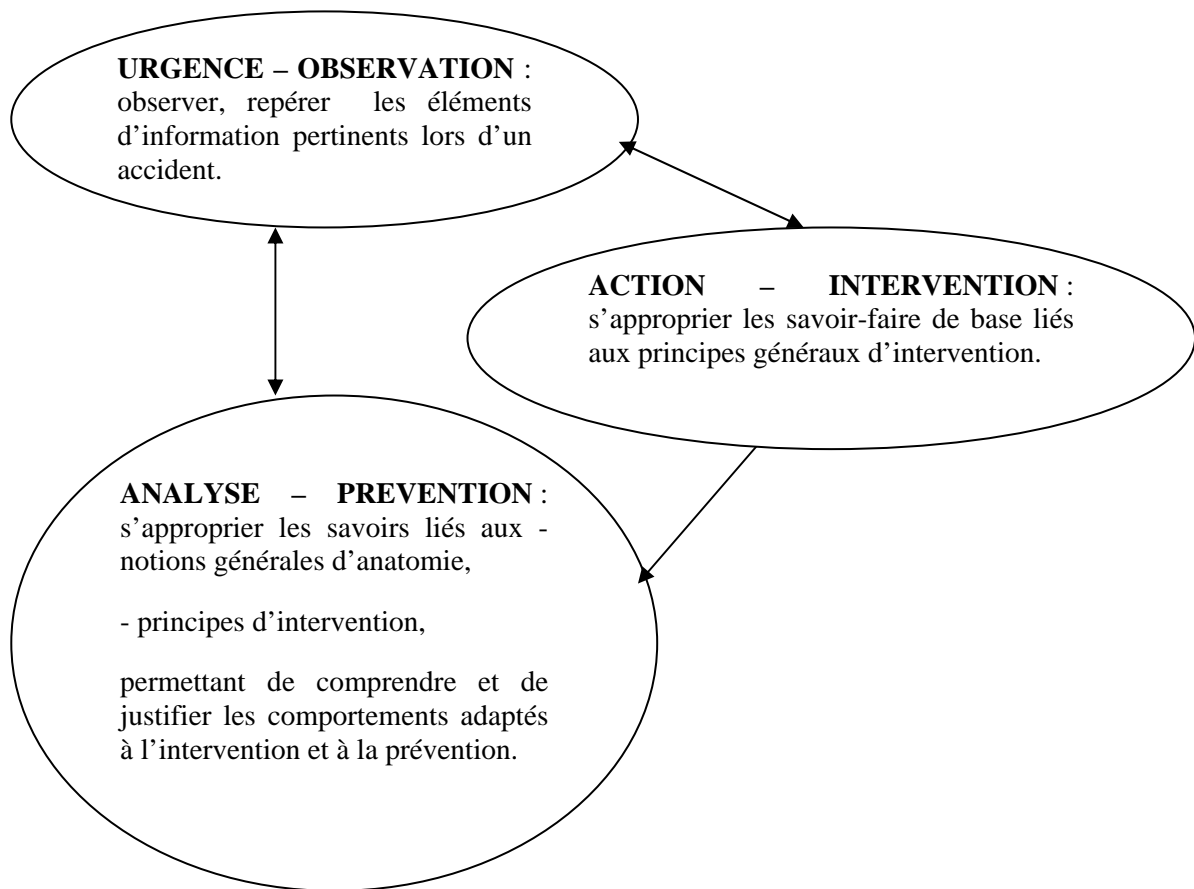 URGENCE – OBSERVATION :
observer, repérer les éléments
d’information pertinents lors d’un
accident.
ACTION – INTERVENTION :
s’approprier les savoir-faire de base liés
aux principes généraux d’intervention.
ANALYSE – PREVENTION :
s’approprier les savoirs liés aux -
notions générales d’anatomie,
- principes d’intervention,
permettant de comprendre et de
justifier les comportements adaptés
à l’intervention et à la prévention.